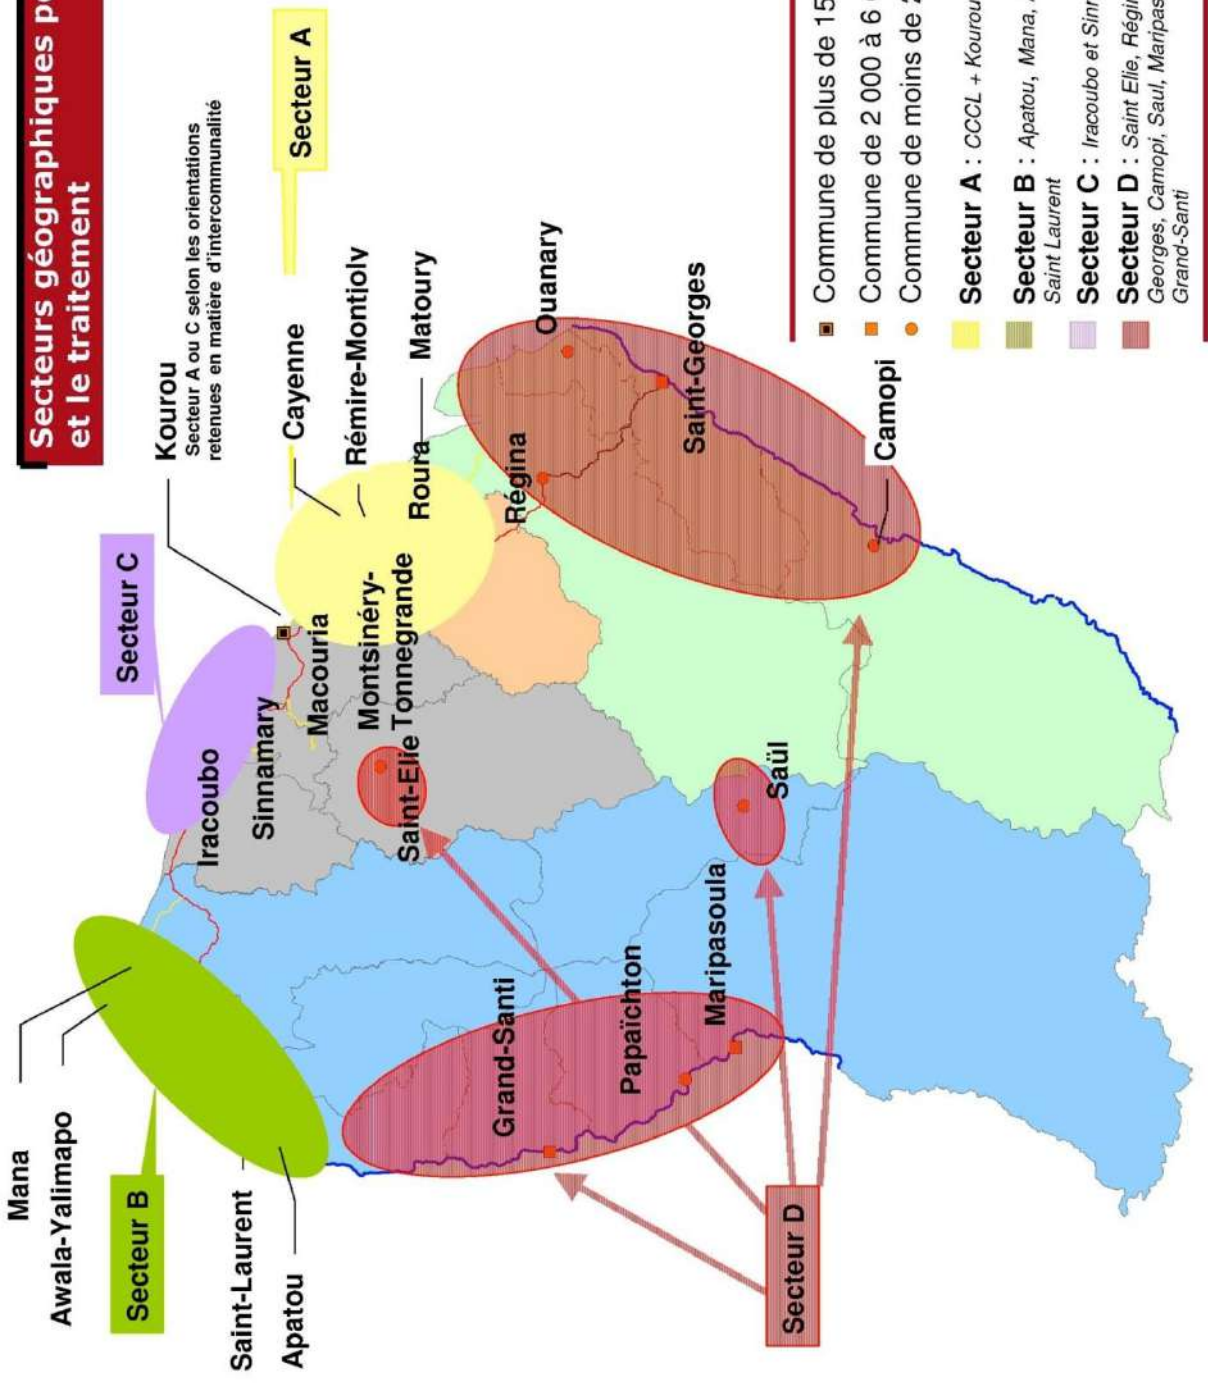 Secteurs géographiques
et le traitement
Kourou
Secteur A ou C selon les orientations
retenues en matière d'intercommunalité
Secteur A
Secteur C
Cayenne
Rémire-Montjoly
Matoury
Roura
Macouria
Montsinéry-
Tonnegrande
Iracoubo
Sinnamary
Saint-Elie
Régina
Ouanary
Saint-Georges
Camopi
Saül
Mana
Awala-Yalimapo
Secteur B
Saint-Laurent
Apatou
Grand-Santi
Papaïchton
Maripasoula
Secteur D
Commune de plus de 15
Commune de 2 000 à 6
Commune de moins de
Secteur A : CCCL + Kourou
Secteur B : Apatou, Mana,
Saint Laurent
Secteur C : Iracoubo et
Secteur D : Saint Elie,
Georges, Camopi, Saul,
Grand-Santi